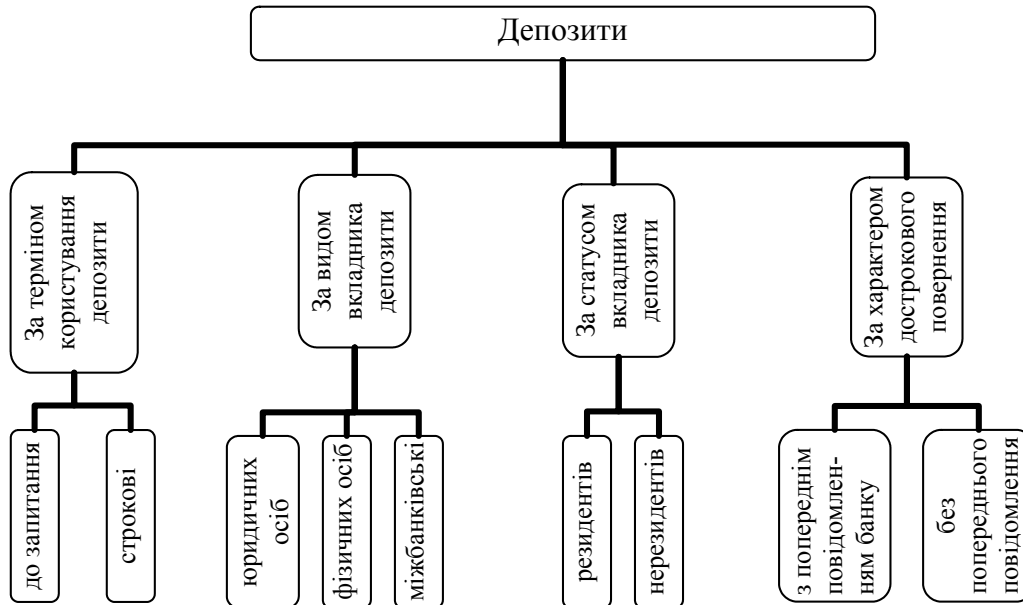 Депозити
За терміном
користування
депозити
За видом
вкладника
депозити
За статусом
вкладника
депозити
За характером
дострокового
повернення
до запитання
строкові
юридичних
осіб
фізичних осіб
міжбанківські
резидентів
нерезидентів
з попереднім
повідомлен-
ням банку
без
попереднього
повідомлення